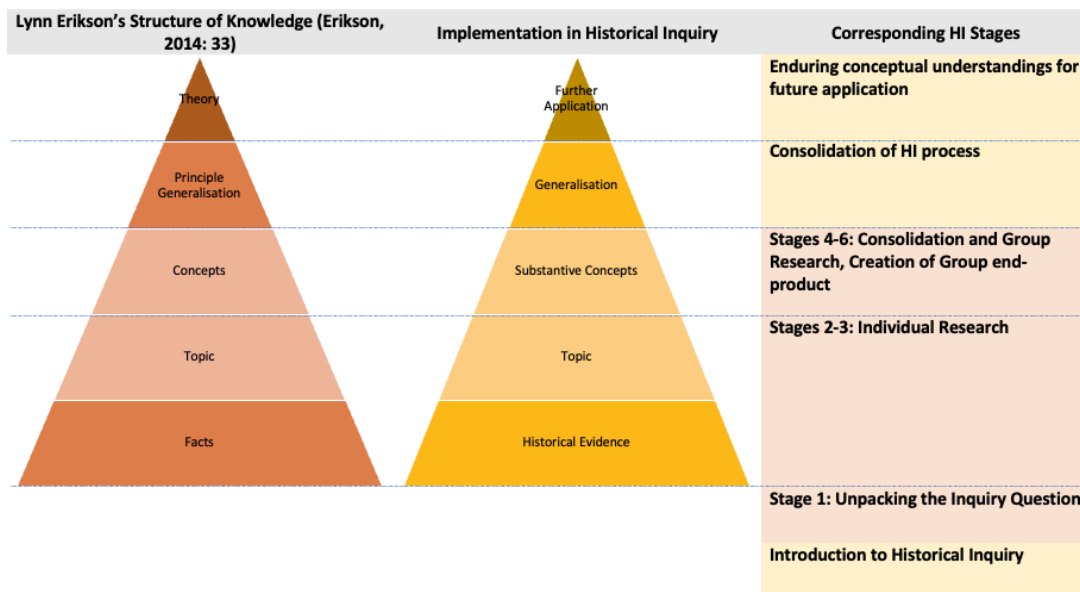 Lynn Erikson's Structure of Knowledge (Erikson,
2014: 33)
Implementation in Historical Inquiry
Corresponding HI Stages
Theory
Further
Application
Enduring conceptual understandings for
future application
Principle
Generalisation
Generalisation
Consolidation of HI process
Concepts
Substantive Concepts
Stages 4-6: Consolidation and Group
Research, Creation of Group end-
product
Topic
Topic
Stages 2-3: Individual Research
Facts
Historical Evidence
Stage 1: Unpacking the Inquiry Question
Introduction to Historical Inquiry